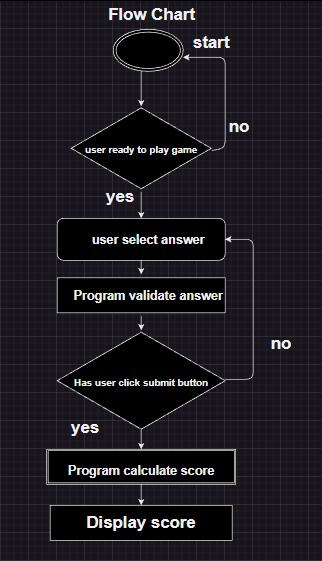 Flow Chart
start
user ready to play game
no
yes
user select answer
Program validate answer
Has user click submit button
no
yes
Program calculate score
Display score